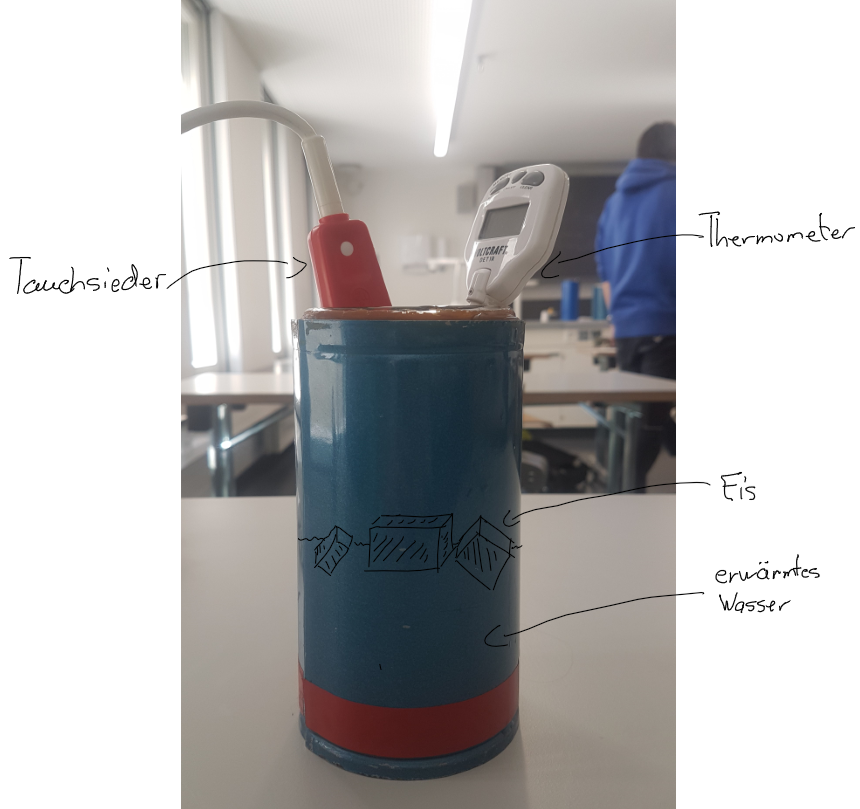 Thermometer
Tauchsieder
VOLTCRAFT
Eis
erwärmtes
Wasser